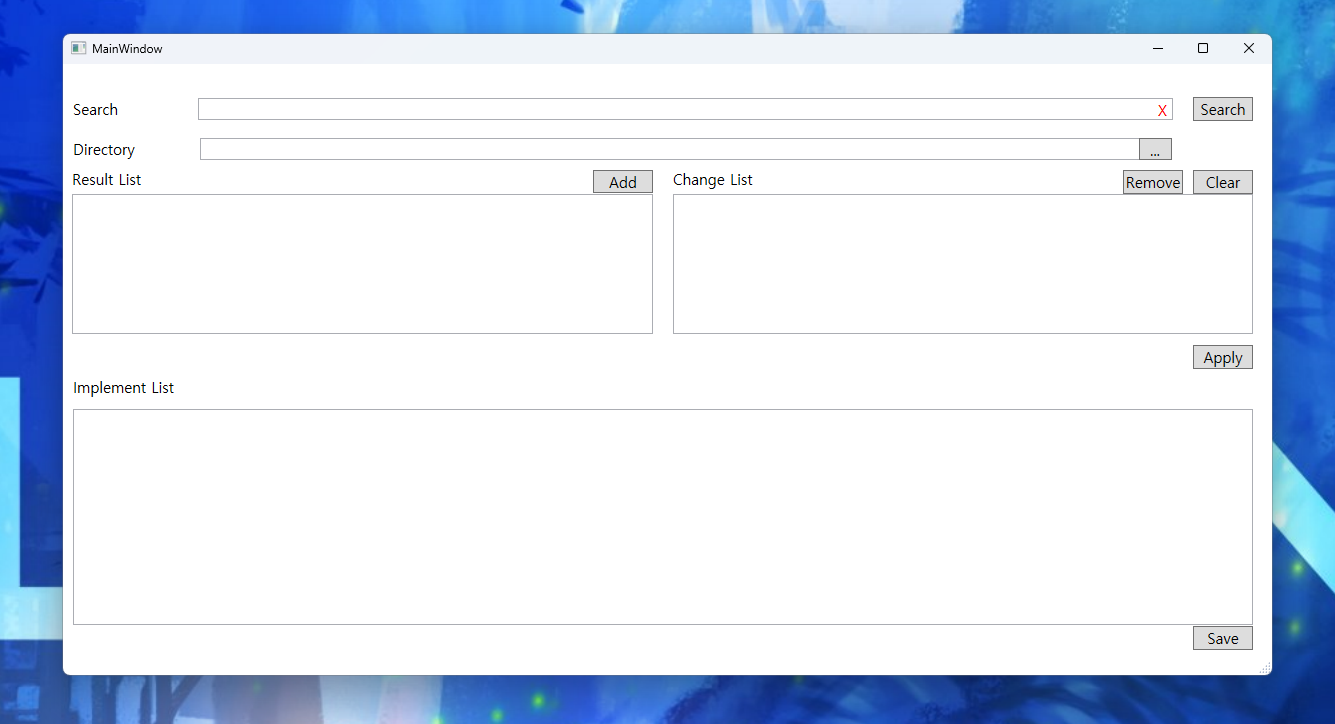 MainWindow
Search X Search
Directory ...
Result List Add Change List Remove Clear
Apply
Implement List
Save